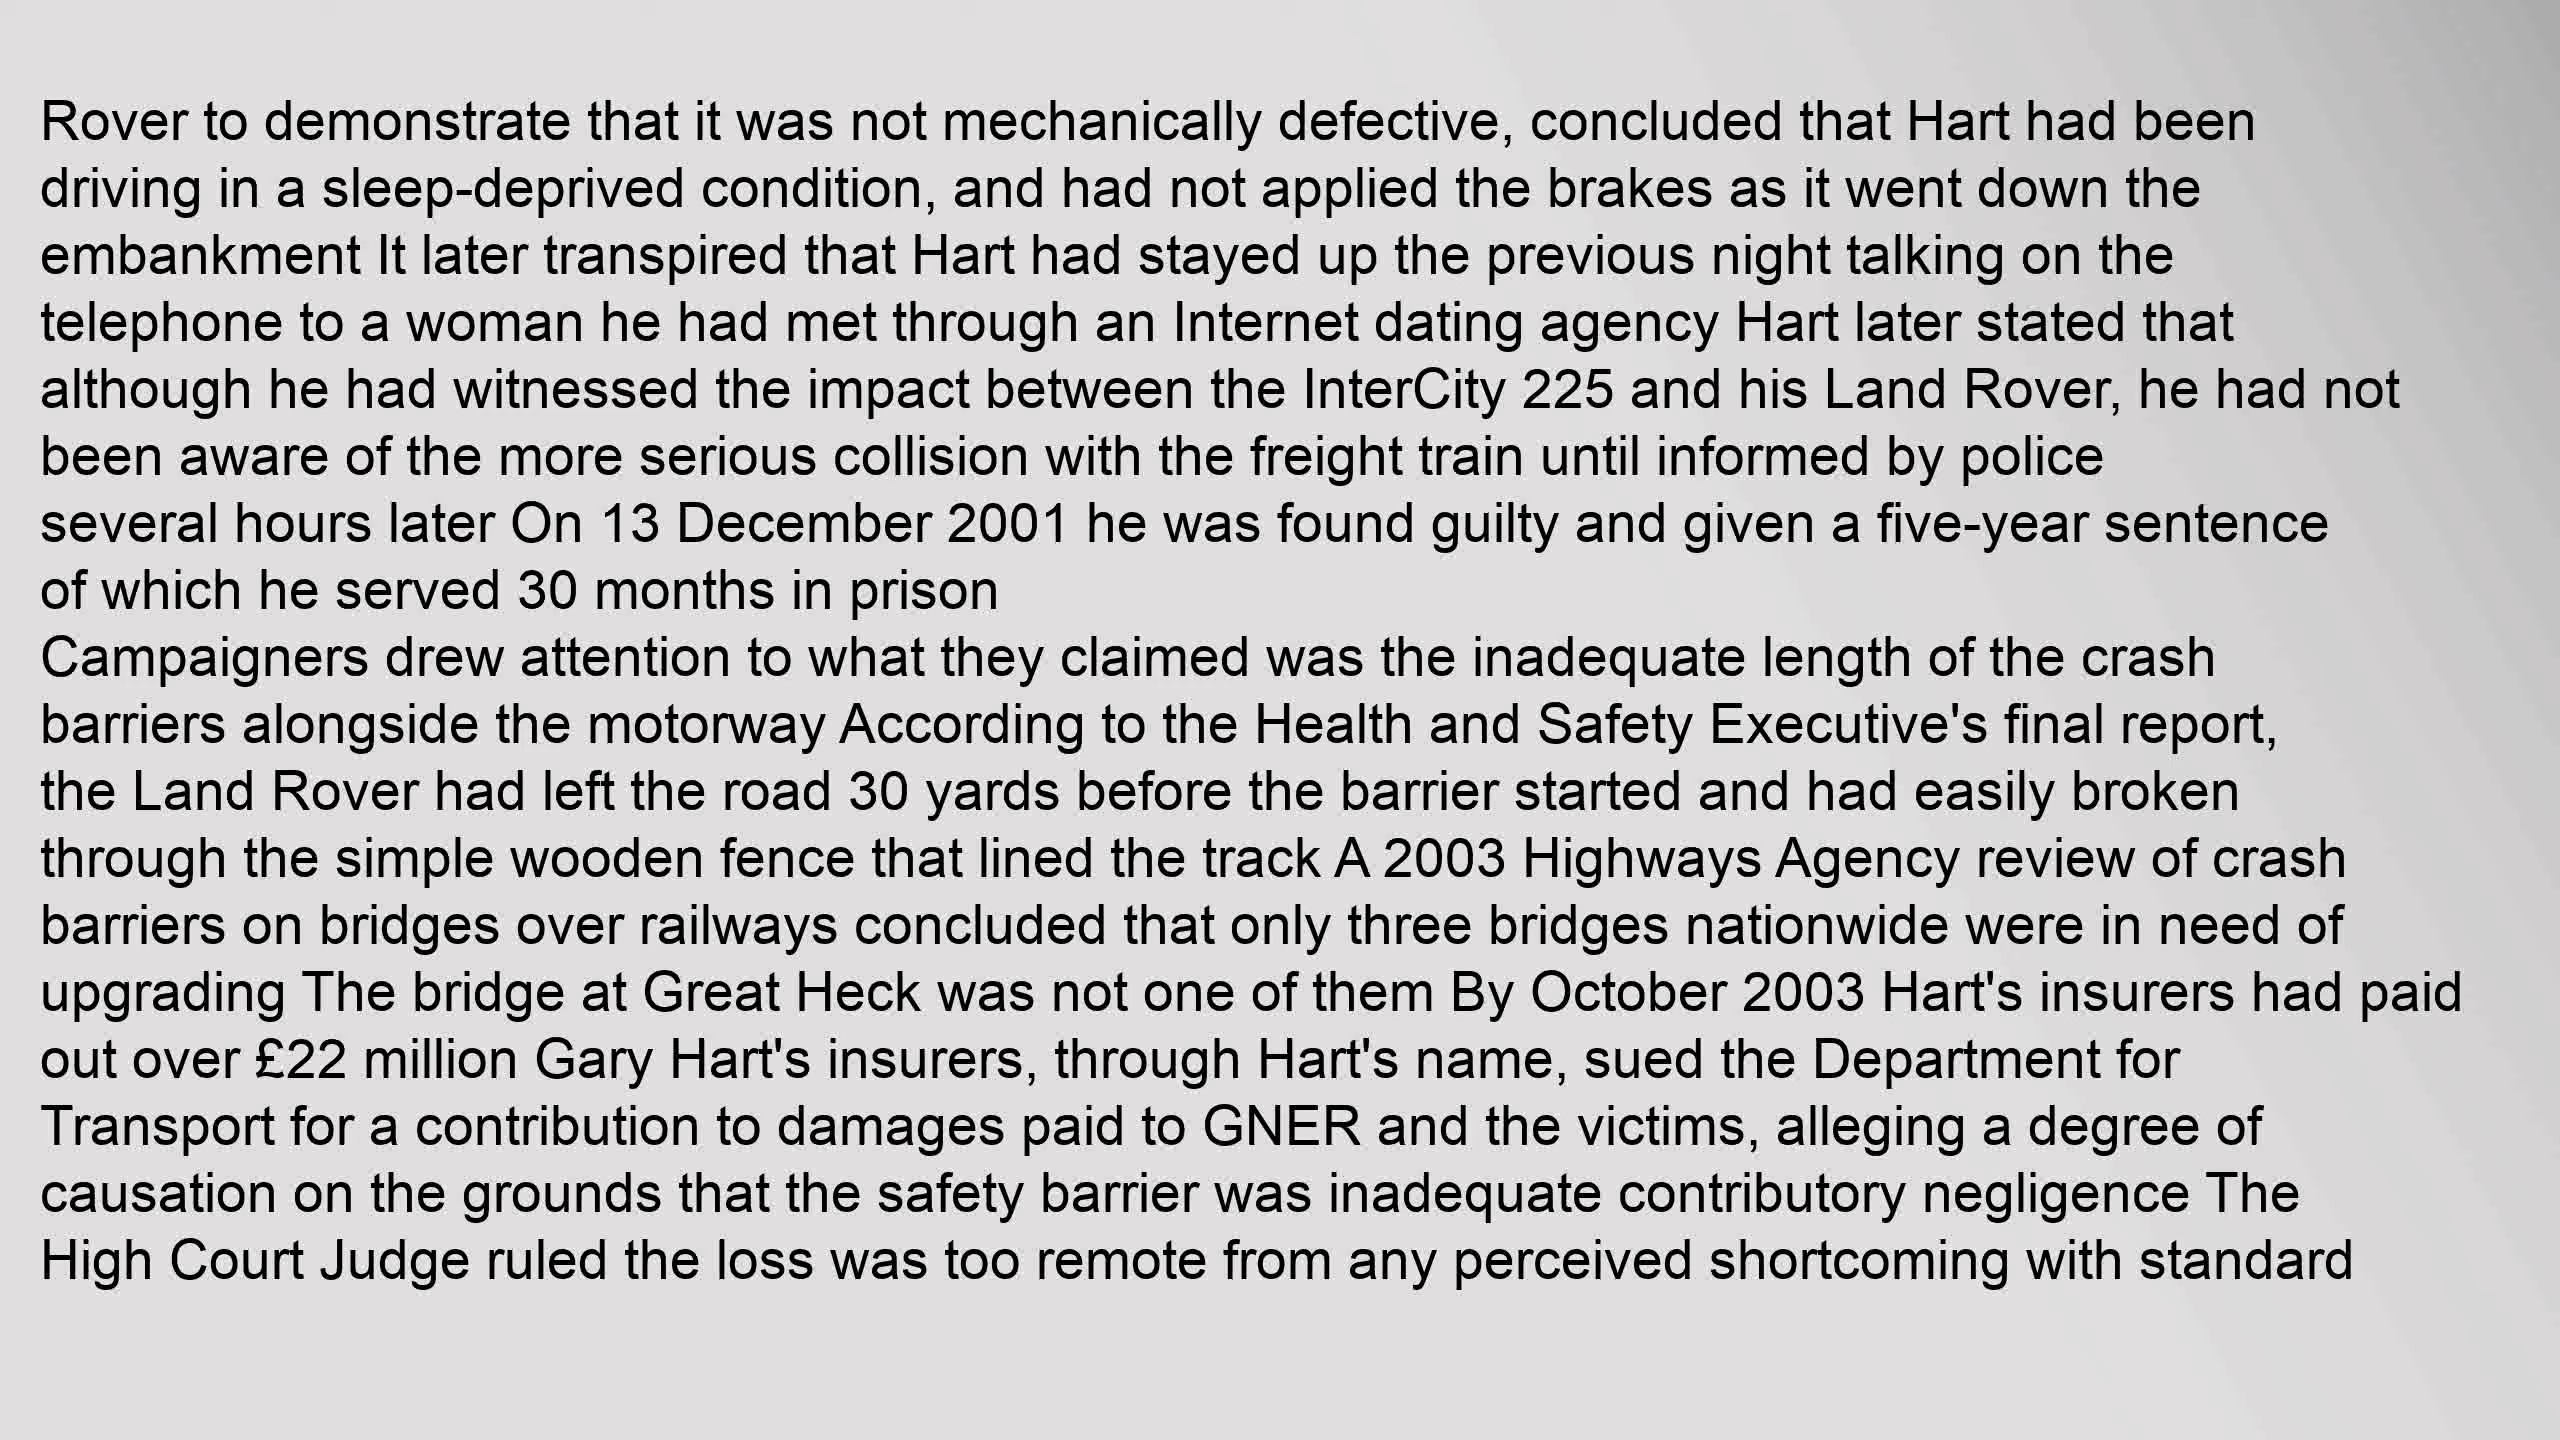 Rover to demonstrate that it was not mechanically defective, concluded that Hart had been
driving in a sleep-deprived condition, and had not applied the brakes as it went down the
embankment It later transpired that Hart had stayed up the previous night talking on the
telephone to a woman he had met through an Internet dating agency Hart later stated that
although he had witnessed the impact between the InterCity 225 and his Land Rover, he had not
been aware of the more serious collision with the freight train until informed by police
several hours later On 13 December 2001 he was found guilty and given a five-year sentence
of which he served 30 months in prison
Campaigners drew attention to what they claimed was the inadequate length of the crash
barriers alongside the motorway According to the Health and Safety Executive's final report,
the Land Rover had left the road 30 yards before the barrier started and had easily broken
through the simple wooden fence that lined the track A 2003 Highways Agency review of crash
barriers on bridges over railways concluded that only three bridges nationwide were in need of
upgrading The bridge at Great Heck was not one of them By October 2003 Hart's insurers had paid
out over £22 million Gary Hart's insurers, through Hart's name, sued the Department for
Transport for a contribution to damages paid to GNER and the victims, alleging a degree of
causation on the grounds that the safety barrier was inadequate contributory negligence The
High Court Judge ruled the loss was too remote from any perceived shortcoming with standard